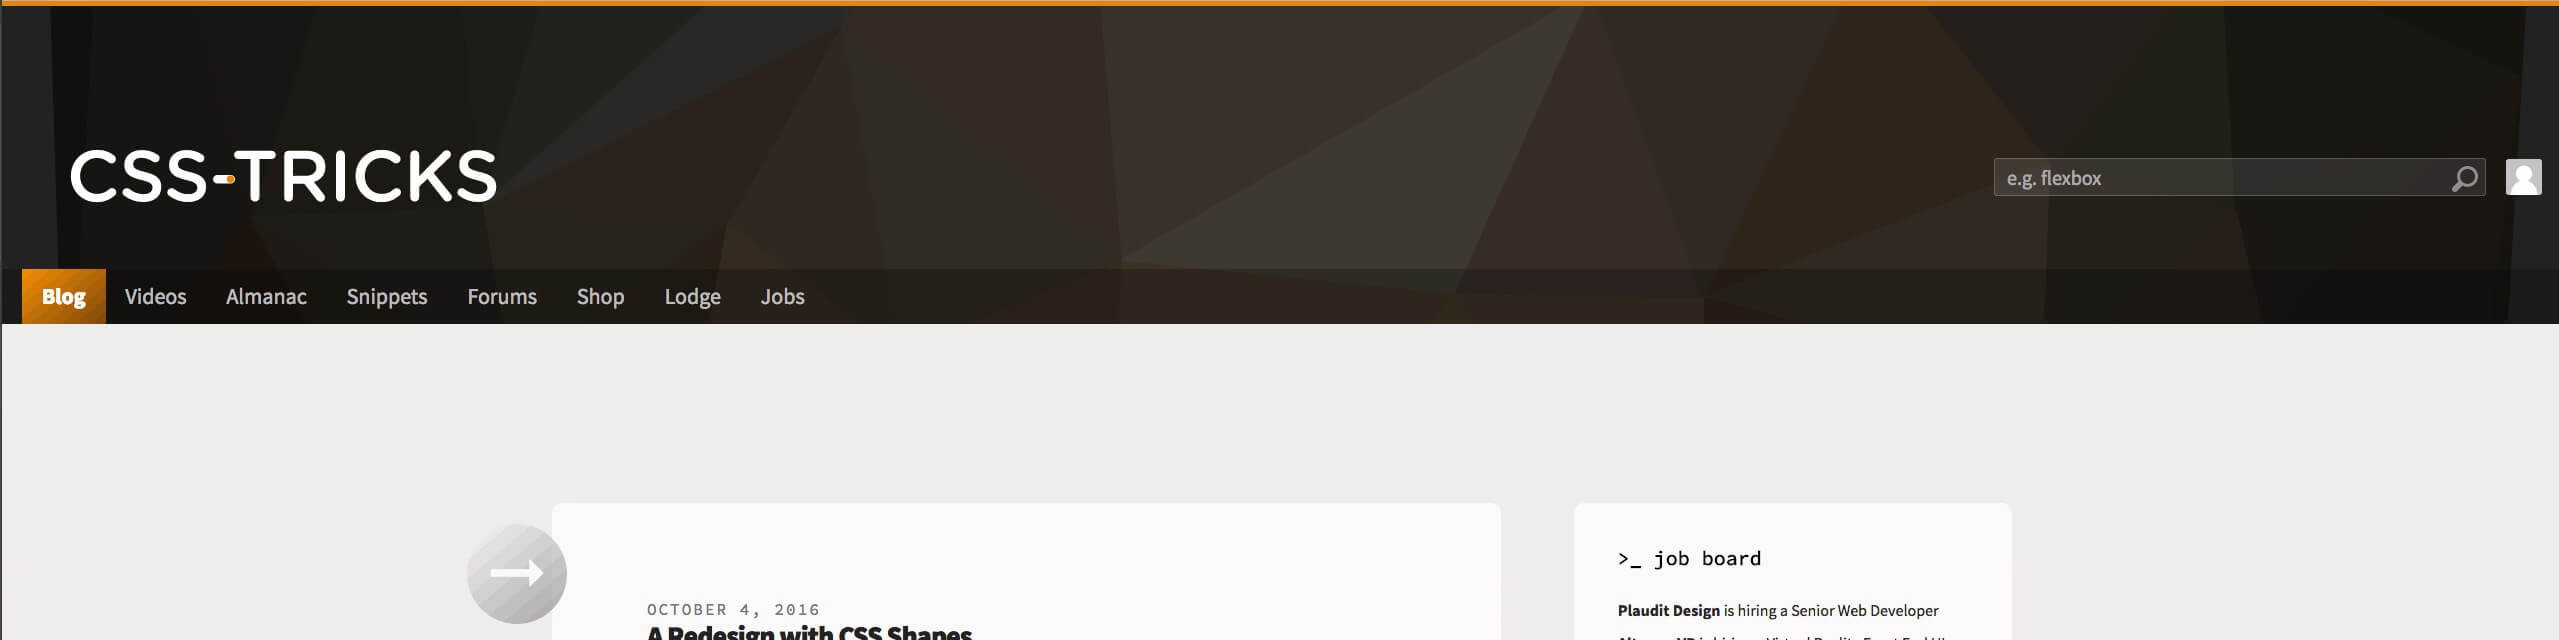 CSS-TRICKS
e.g. flexbox
Blog Videos Almanac Snippets Forums Shop Lodge Jobs
OCTOBER 4, 2016
A Redesign with CSS Shapes
>_ job board
Plaudit Design is hiring a Senior Web Developer